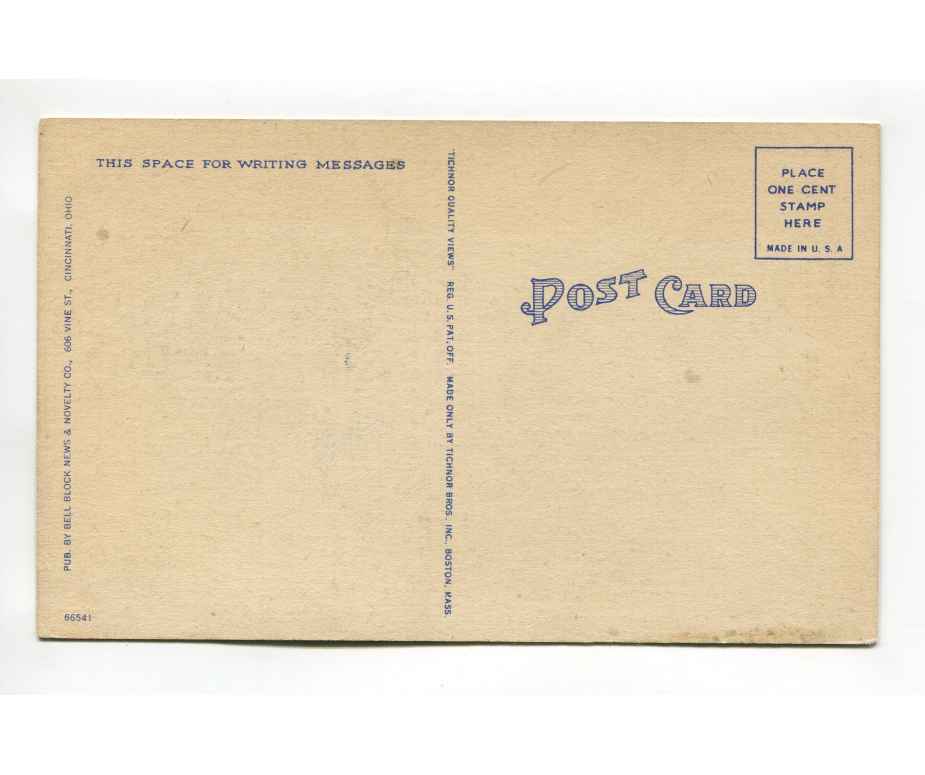 THIS SPACE FOR WRITING MESSAGES
PUB. BY BELL BLOCK NEWS & NOVELTY CO., 606 VINE ST., CINCINNATI, OHIO
66541
"TICHNOR QUALITY VIEWS" REG. U. S. PAT. OFF. MADE ONLY BY TICHNOR BROS. INC., BOSTON, MASS.
POST CARD
PLACE
ONE CENT
STAMP
HERE
MADE IN U. S. A